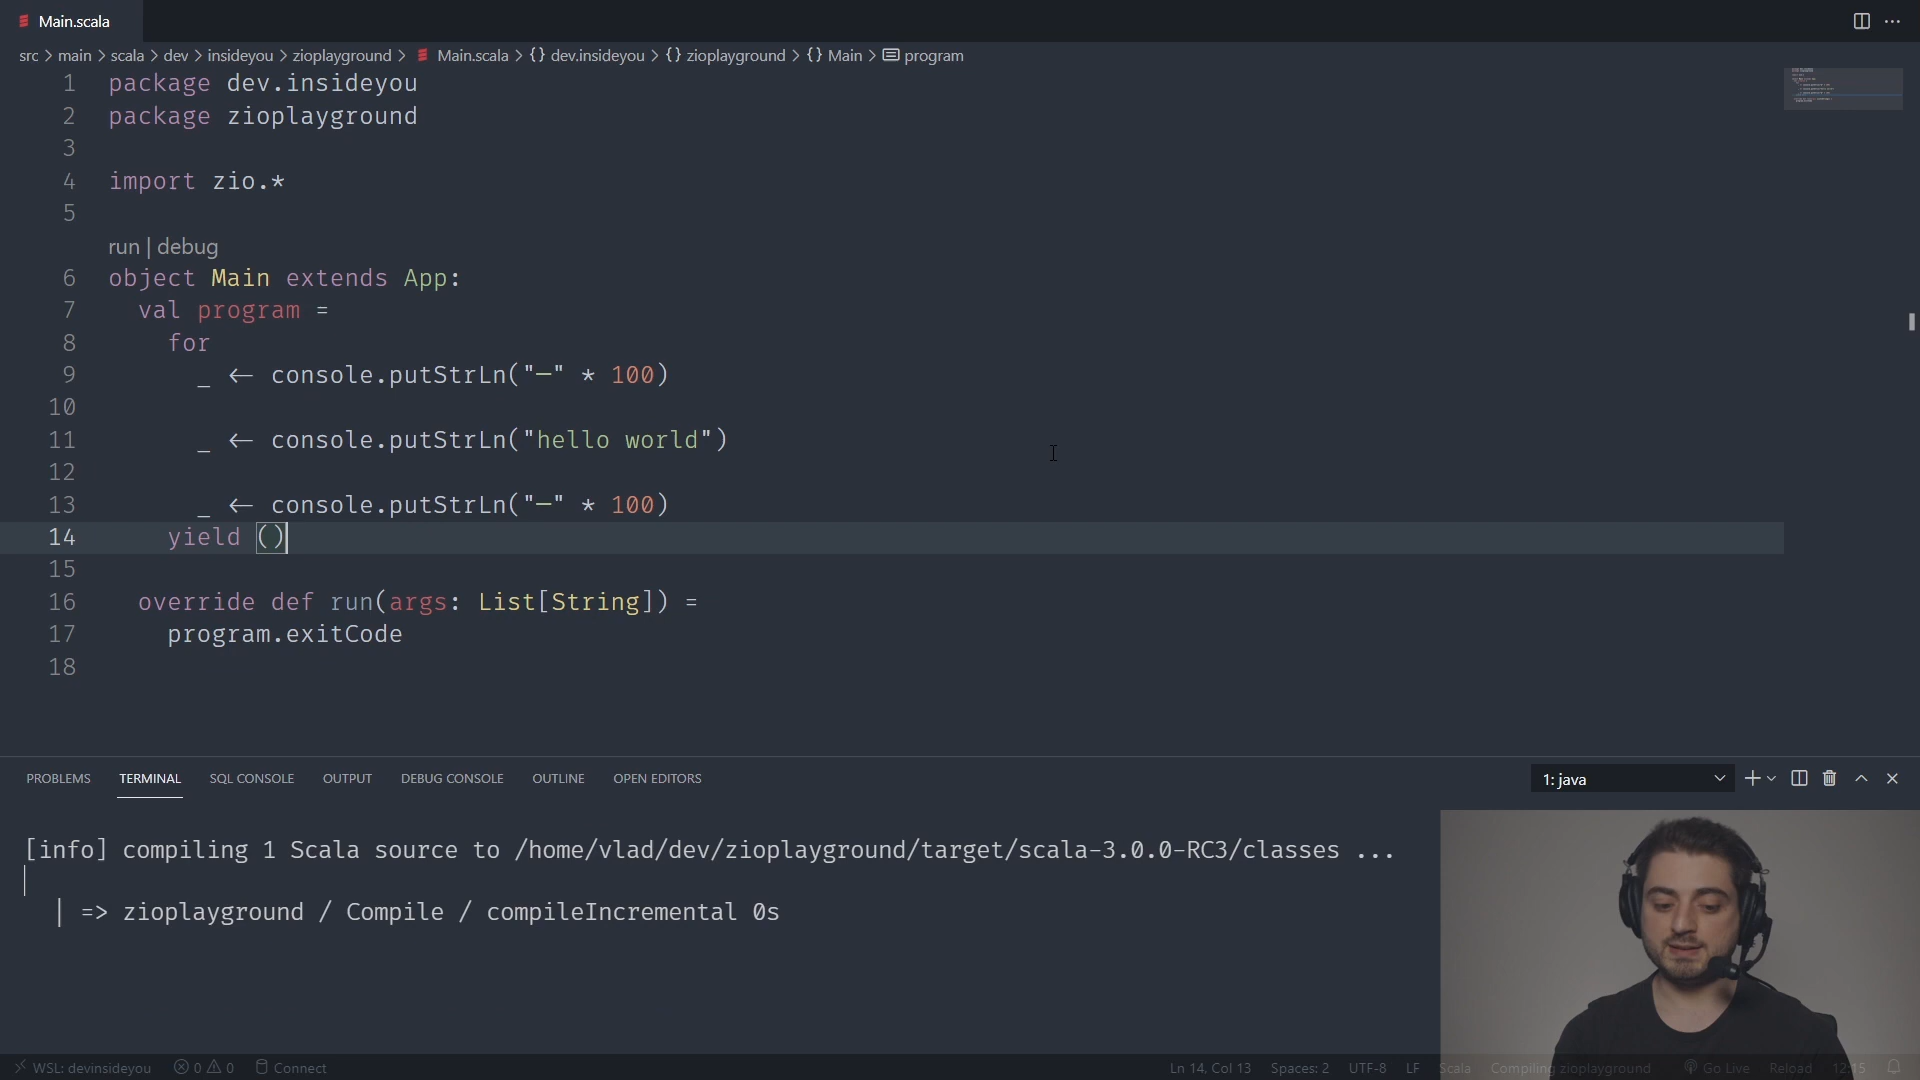 Main.scala
src > main > scala > dev > insideyou > zioplayground > Main.scala > {} dev.insideyou > {} zioplayground > {} Main > program
1 package dev.insideyou
2 package zioplayground
3
4 import zio.*
5
run | debug
6 object Main extends App:
7 val program =
8 for
9 _ ← console.putStrLn("─" * 100)
10
11 _ ← console.putStrLn("hello world")
12
13 _ ← console.putStrLn("─" * 100)
14 yield ()
15
16 override def run(args: List[String]) =
17 program.exitCode
18
PROBLEMS TERMINAL SQL CONSOLE OUTPUT DEBUG CONSOLE OUTLINE OPEN EDITORS 1: java
[info] compiling 1 Scala source to /home/vlad/dev/zioplayground/target/scala-3.0.0-RC3/classes ...
| => zioplayground / Compile / compileIncremental 0s
WSL: devinsideyou 0 0 Connect Ln 14, Col 13 Spaces: 2 UTF-8 LF Scala Compiling zioplayground Go Live Reload 12:15